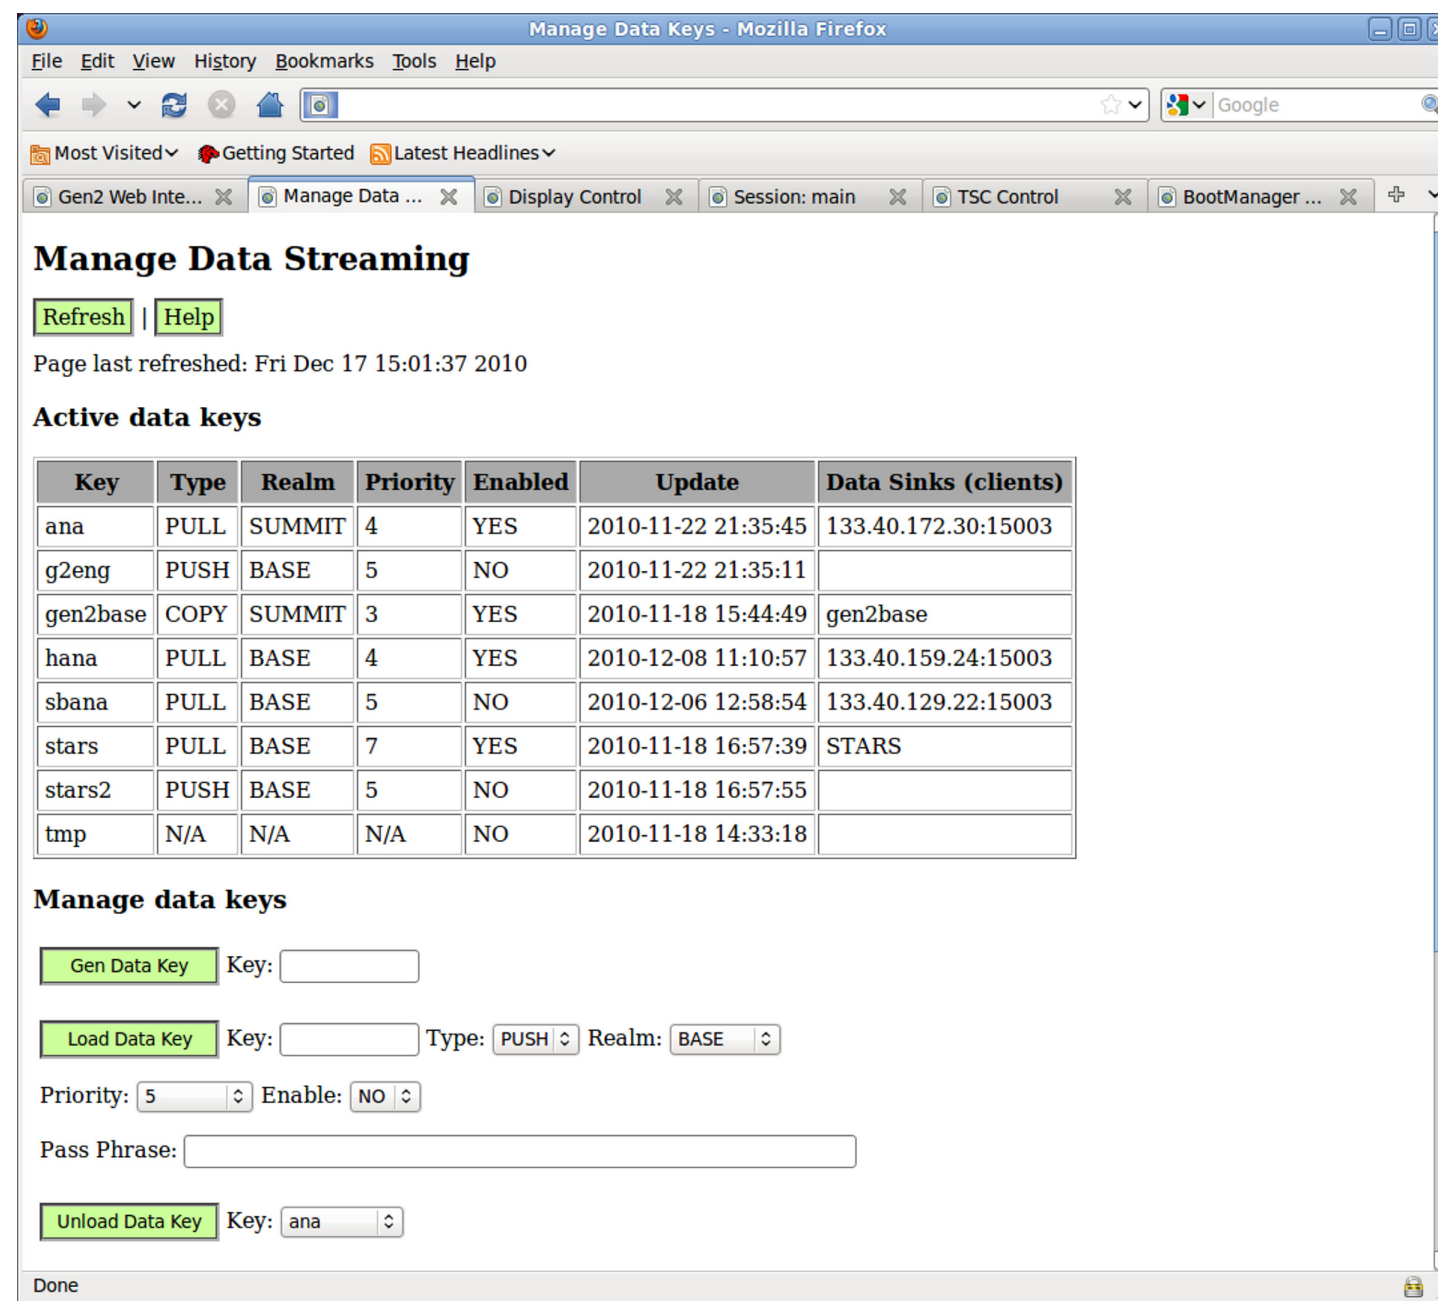 Manage Data Keys - Mozilla Firefox
File Edit View History Bookmarks Tools Help
Google
Most Visited Getting Started Latest Headlines
Gen2 Web Inte... Manage Data ... Display Control Session: main TSC Control BootManager ...
Manage Data Streaming
Refresh | Help
Page last refreshed: Fri Dec 17 15:01:37 2010
Active data keys
Key Type Realm Priority Enabled Update Data Sinks (clients)
ana PULL SUMMIT 4 YES 2010-11-22 21:35:45 133.40.172.30:15003
g2eng PUSH BASE 5 NO 2010-11-22 21:35:11
gen2base COPY SUMMIT 3 YES 2010-11-18 15:44:49 gen2base
hana PULL BASE 4 YES 2010-12-08 11:10:57 133.40.159.24:15003
sbana PULL BASE 5 NO 2010-12-06 12:58:54 133.40.129.22:15003
stars PULL BASE 7 YES 2010-11-18 16:57:39 STARS
stars2 PUSH BASE 5 NO 2010-11-18 16:57:55
tmp N/A N/A N/A NO 2010-11-18 14:33:18
Manage data keys
Gen Data Key Key:
Load Data Key Key: Type: PUSH Realm: BASE
Priority: 5 Enable: NO
Pass Phrase:
Unload Data Key Key: ana
Done